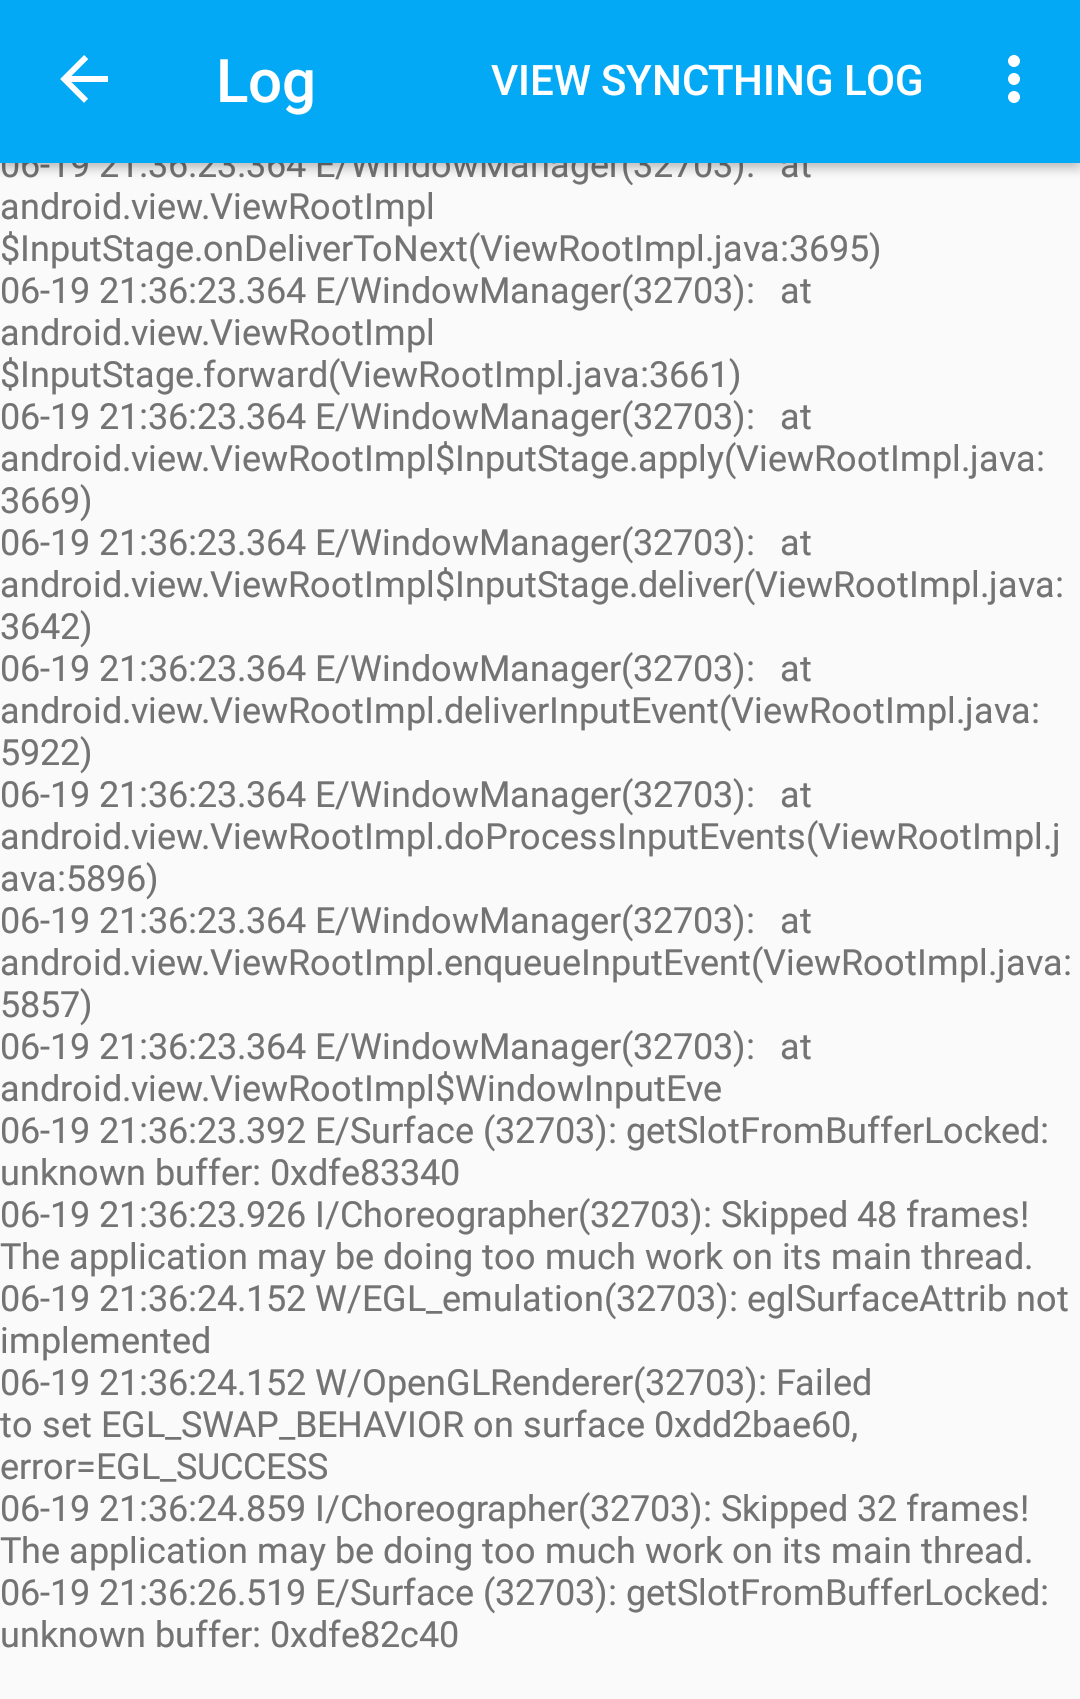 Log VIEW SYNCTHING LOG
06-19 21:36:23.364 E/WindowManager(32703): at
android.view.ViewRootImpl
$InputStage.onDeliverToNext(ViewRootImpl.java:3695)
06-19 21:36:23.364 E/WindowManager(32703): at
android.view.ViewRootImpl
$InputStage.forward(ViewRootImpl.java:3661)
06-19 21:36:23.364 E/WindowManager(32703): at
android.view.ViewRootImpl$InputStage.apply(ViewRootImpl.java:
3669)
06-19 21:36:23.364 E/WindowManager(32703): at
android.view.ViewRootImpl$InputStage.deliver(ViewRootImpl.java:
3642)
06-19 21:36:23.364 E/WindowManager(32703): at
android.view.ViewRootImpl.deliverInputEvent(ViewRootImpl.java:
5922)
06-19 21:36:23.364 E/WindowManager(32703): at
android.view.ViewRootImpl.doProcessInputEvents(ViewRootImpl.j
ava:5896)
06-19 21:36:23.364 E/WindowManager(32703): at
android.view.ViewRootImpl.enqueueInputEvent(ViewRootImpl.java:
5857)
06-19 21:36:23.364 E/WindowManager(32703): at
android.view.ViewRootImpl$WindowInputEve
06-19 21:36:23.392 E/Surface (32703): getSlotFromBufferLocked:
unknown buffer: 0xdfe83340
06-19 21:36:23.926 I/Choreographer(32703): Skipped 48 frames!
The application may be doing too much work on its main thread.
06-19 21:36:24.152 W/EGL_emulation(32703): eglSurfaceAttrib not
implemented
06-19 21:36:24.152 W/OpenGLRenderer(32703): Failed
to set EGL_SWAP_BEHAVIOR on surface 0xdd2bae60,
error=EGL_SUCCESS
06-19 21:36:24.859 I/Choreographer(32703): Skipped 32 frames!
The application may be doing too much work on its main thread.
06-19 21:36:26.519 E/Surface (32703): getSlotFromBufferLocked:
unknown buffer: 0xdfe82c40